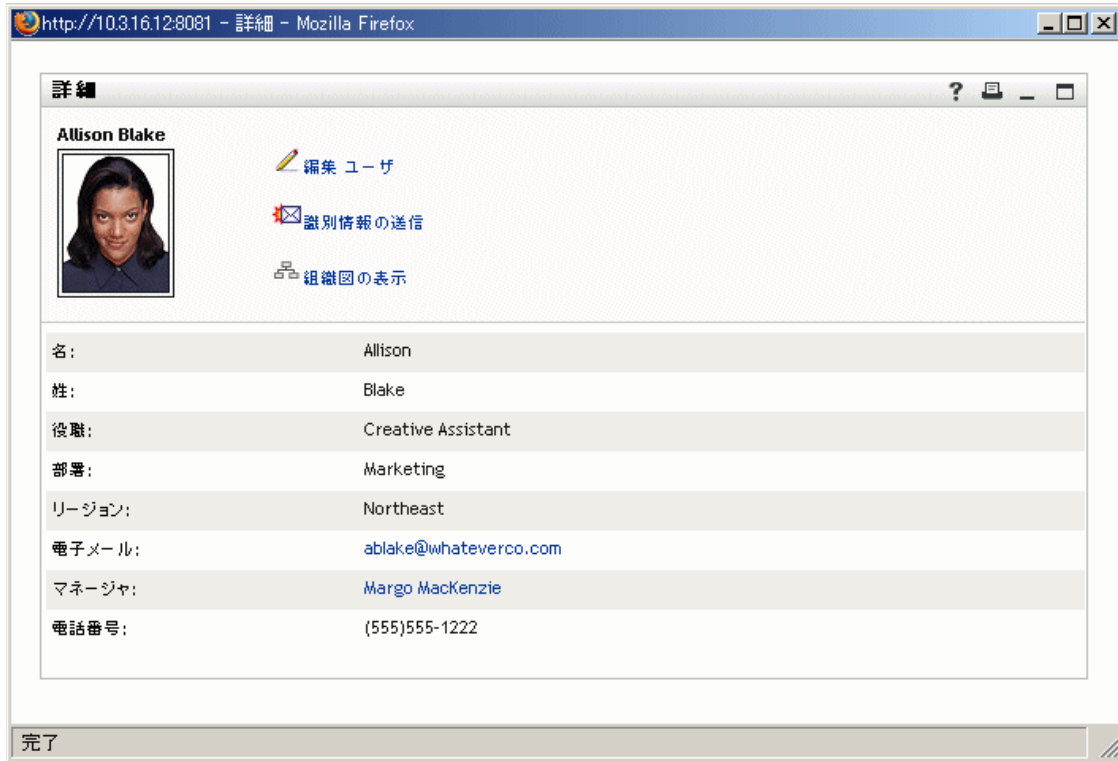 http://10.3.16.12:8081 - 詳細 - Mozilla Firefox
詳細
?
Allison Blake
編集 ユーザ
識別情報の送信
組織図の表示
名: Allison
姓: Blake
役職: Creative Assistant
部署: Marketing
リージョン: Northeast
電子メール: ablake@whateverco.com
マネージャ: Margo MacKenzie
電話番号: (555)555-1222
完了